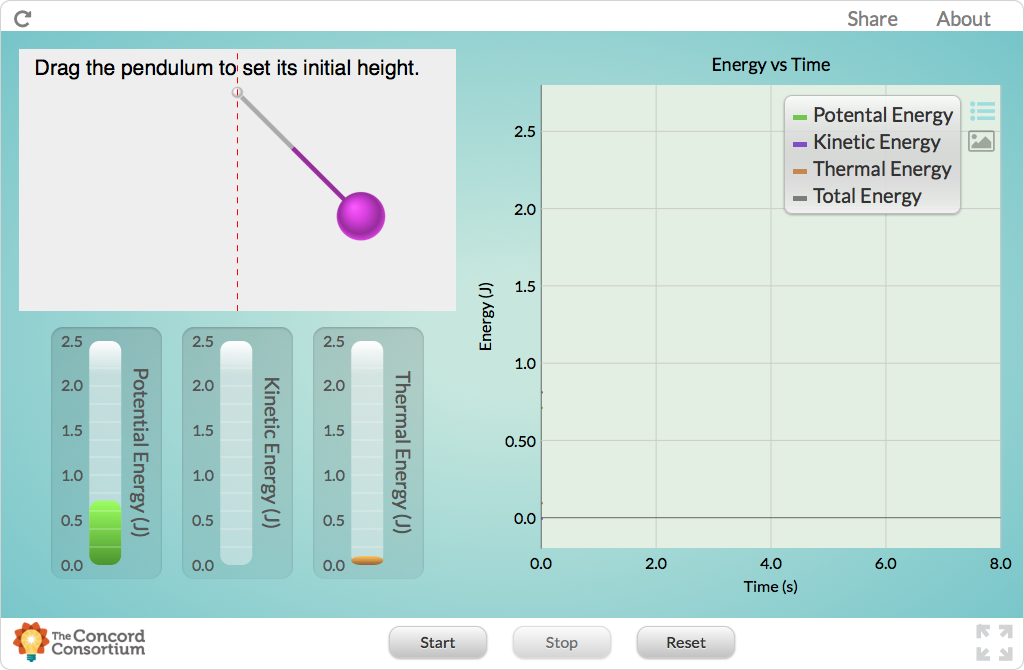 Share
About
Drag the pendulum to set its initial height.
Energy vs Time
Potental Energy
Kinetic Energy
Thermal Energy
Total Energy
2.5
2.0
1.5
1.0
0.50
0.0
Energy (J)
0.0
2.0
4.0
6.0
8.0
Time (s)
2.5
2.0
1.5
1.0
0.5
0.0
Potential Energy (J)
2.5
2.0
1.5
1.0
0.5
0.0
Kinetic Energy (J)
2.5
2.0
1.5
1.0
0.5
0.0
Thermal Energy (J)
The Concord
Consortium
Start
Stop
Reset